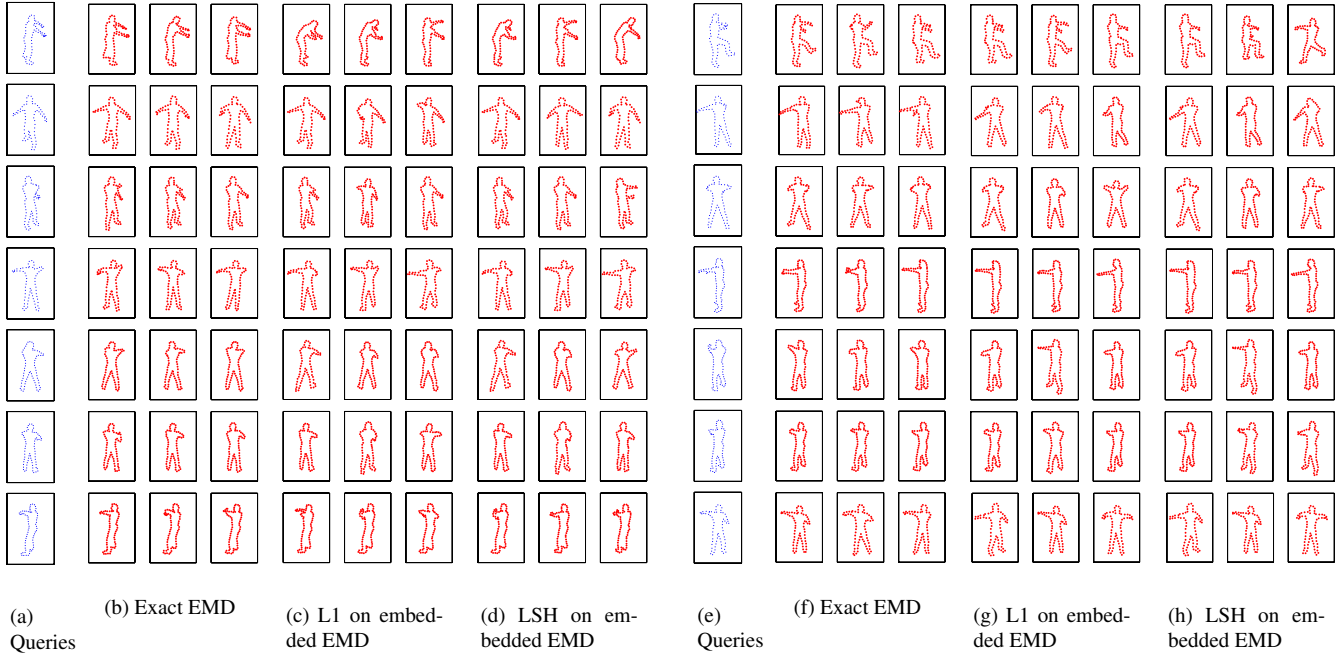 (a)
Queries
(b) Exact EMD
(c) L1 on embed-
ded EMD
(d) LSH on em-
bedded EMD
(e)
Queries
(f) Exact EMD
(g) L1 on embed-
ded EMD
(h) LSH on em-
bedded EMD